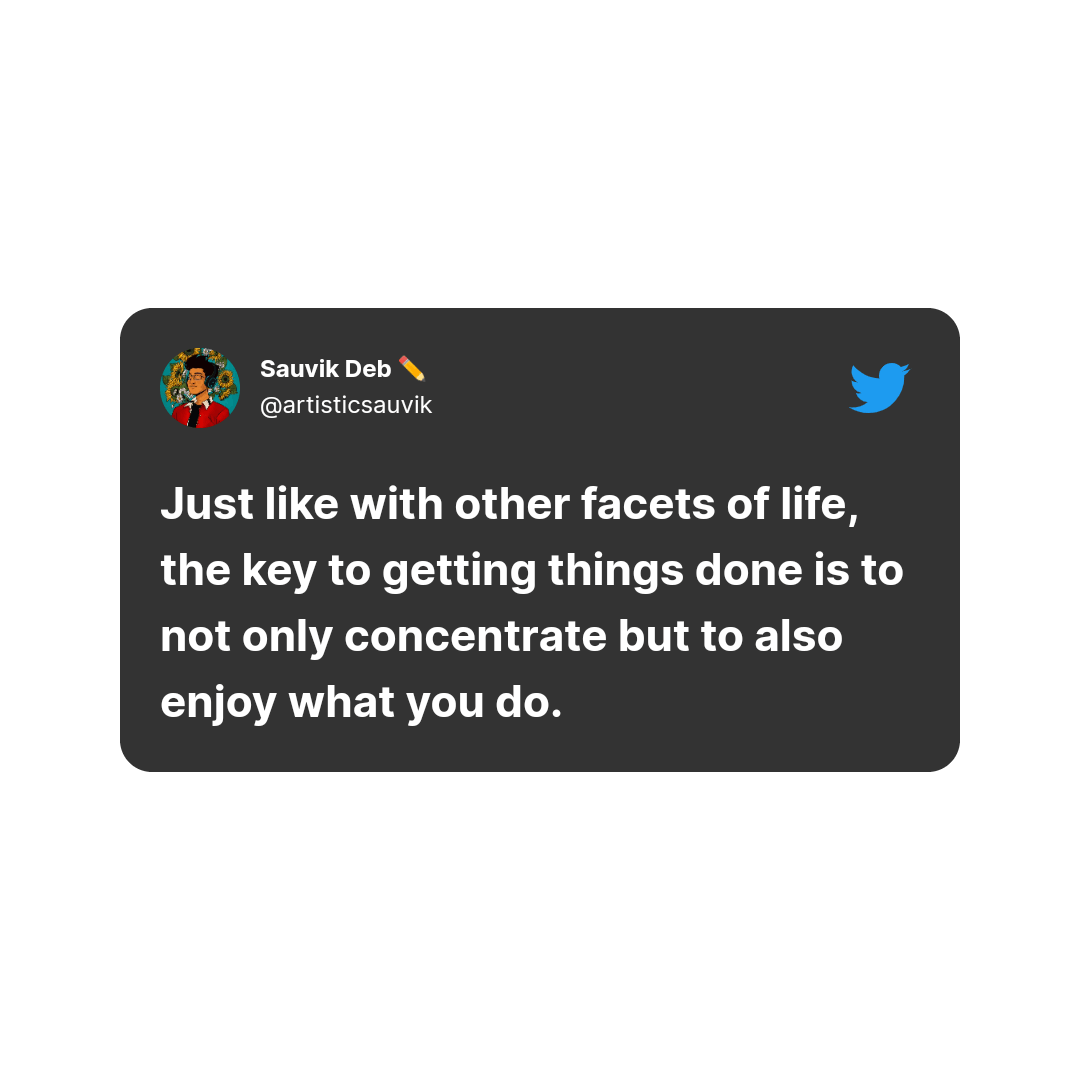 Sauvik Deb ✏️
@artisticsauvik
Just like with other facets of life,
the key to getting things done is to
not only concentrate but to also
enjoy what you do.